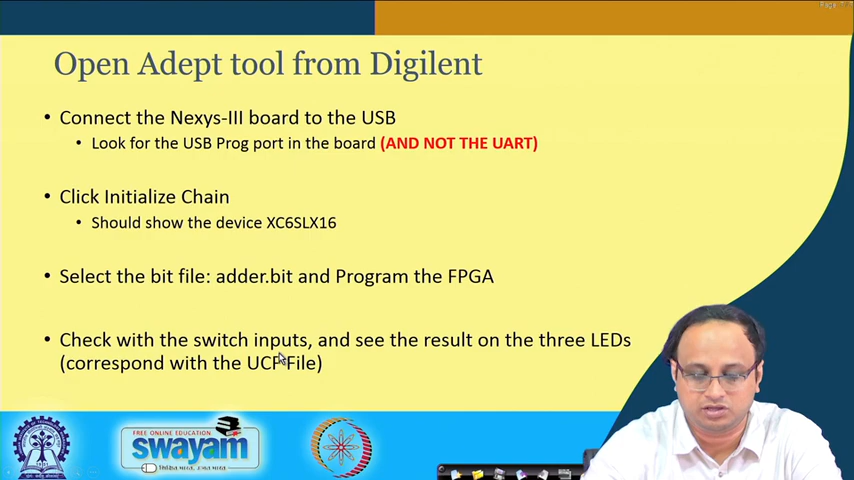 Open Adept tool from Digilent
• Connect the Nexys-III board to the USB
• Look for the USB Prog port in the board (AND NOT THE UART)
• Click Initialize Chain
• Should show the device XC6SLX16
• Select the bit file: adder.bit and Program the FPGA
• Check with the switch inputs, and see the result on the three LEDs
(correspond with the UCF File)
FREE ONLINE EDUCATION
swayam